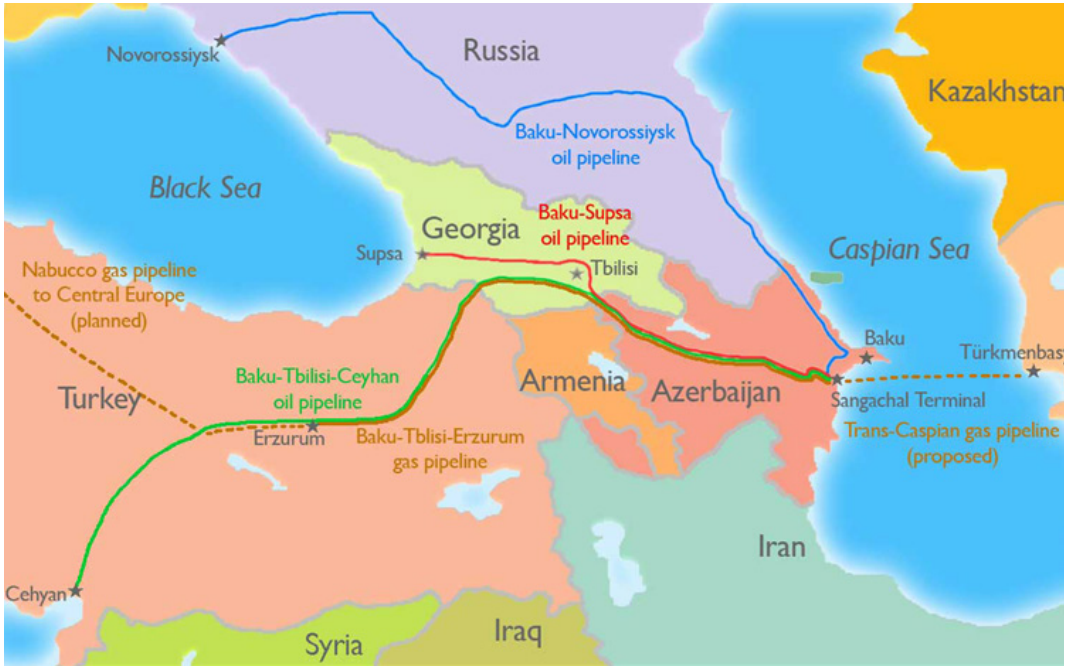 Novorossiysk
Russia
Kazakhstan
Baku-Novorossiysk
oil pipeline
Black Sea
Baku-Supsa
oil pipeline
Georgia
Supsa
Tbilisi
Caspian Sea
Nabucco gas pipeline
to Central Europe
(planned)
Baku
Türkmenbas
Turkey
Baku-Tbilisi-Ceyhan
oil pipeline
Armenia
Azerbaijan
Sangachal Terminal
Erzurum
Baku-Tblisi-Erzurum
gas pipeline
Trans-Caspian gas pipeline
(proposed)
Iran
Cehyan
Syria
Iraq